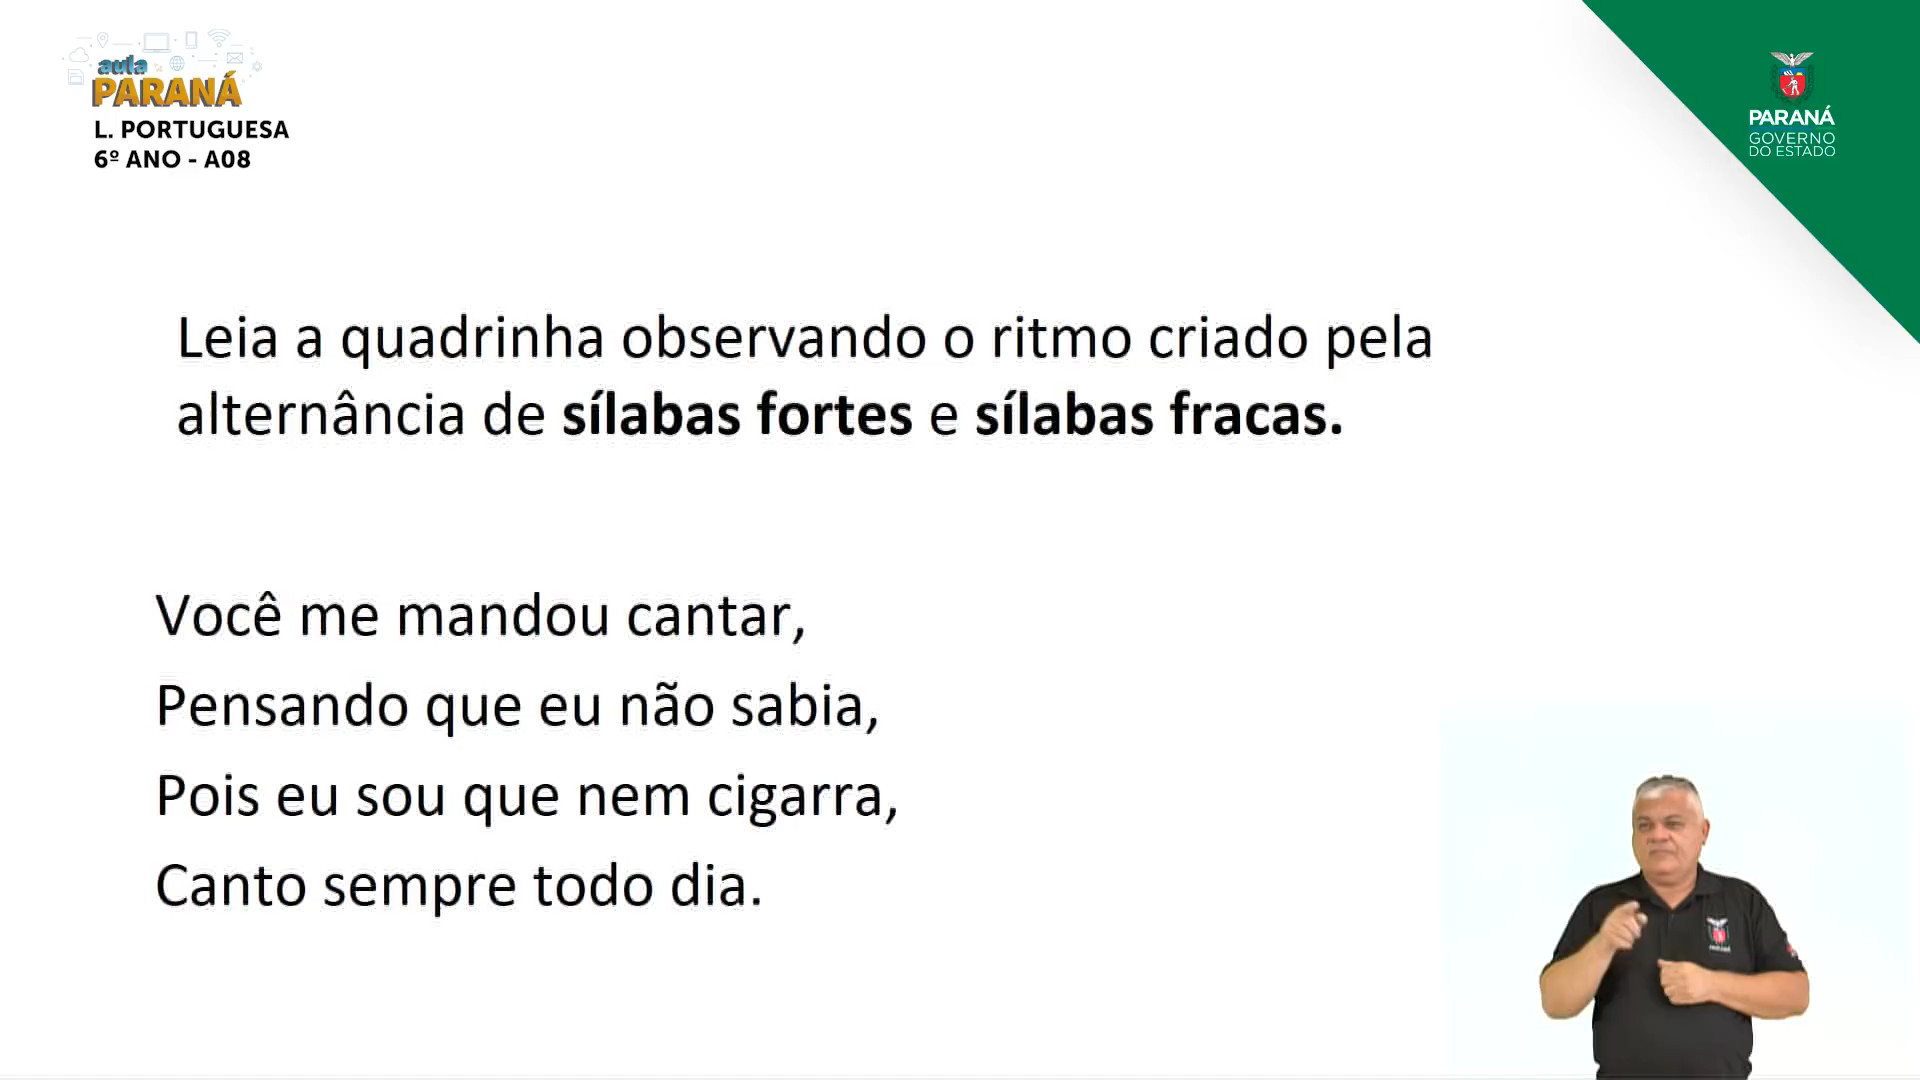 aula
PARANÁ
L. PORTUGUESA
6º ANO - A08
PARANÁ
GOVERNO
DO ESTADO
Leia a quadrinha observando o ritmo criado pela
alternância de sílabas fortes e sílabas fracas.
Você me mandou cantar,
Pensando que eu não sabia,
Pois eu sou que nem cigarra,
Canto sempre todo dia.